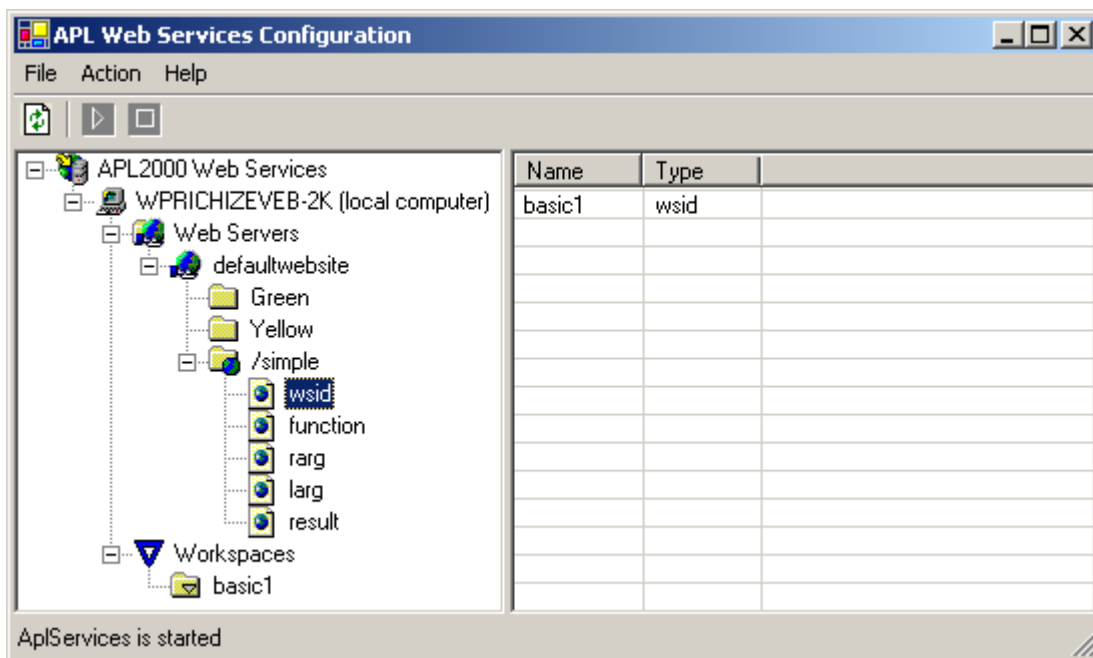 APL Web Services Configuration
File Action Help
APL2000 Web Services
WPRICHIZEVEB-2K (local computer)
Web Servers
defaultwebsite
Green
Yellow
/simple
wsid
function
rarg
larg
result
Workspaces
basic1
Name Type
basic1 wsid
AplServices is started